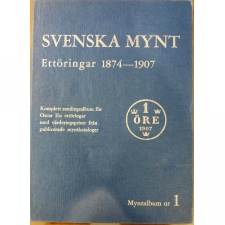 SVENSKA MYNT
Ettöringar 1874—1907
Komplett samlingsalbum för
Oscar II:s ettöringar
med värderingspriser från
publicerade myntkataloger
1
ÖRE
1907
Myntalbum nr 1